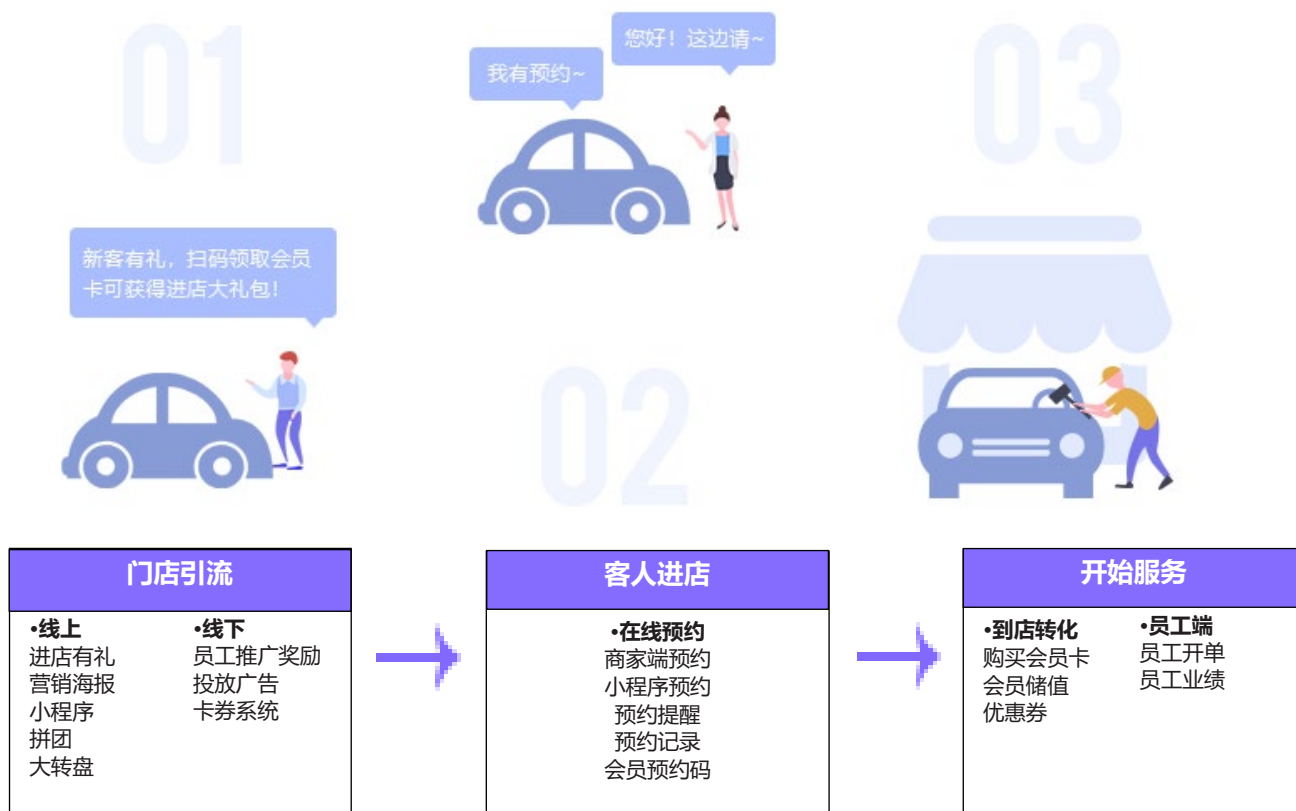 01
新客有礼，扫码领取会员
卡可获得进店大礼包！
我有预约~
您好！这边请~
02
03
门店引流
•线上
进店有礼
营销海报
小程序
拼团
大转盘
•线下
员工推广奖励
投放广告
卡券系统
客人进店
•在线预约
商家端预约
小程序预约
预约提醒
预约记录
会员预约码
开始服务
•到店转化
购买会员卡
会员储值
优惠券
•员工端
员工开单
员工业绩